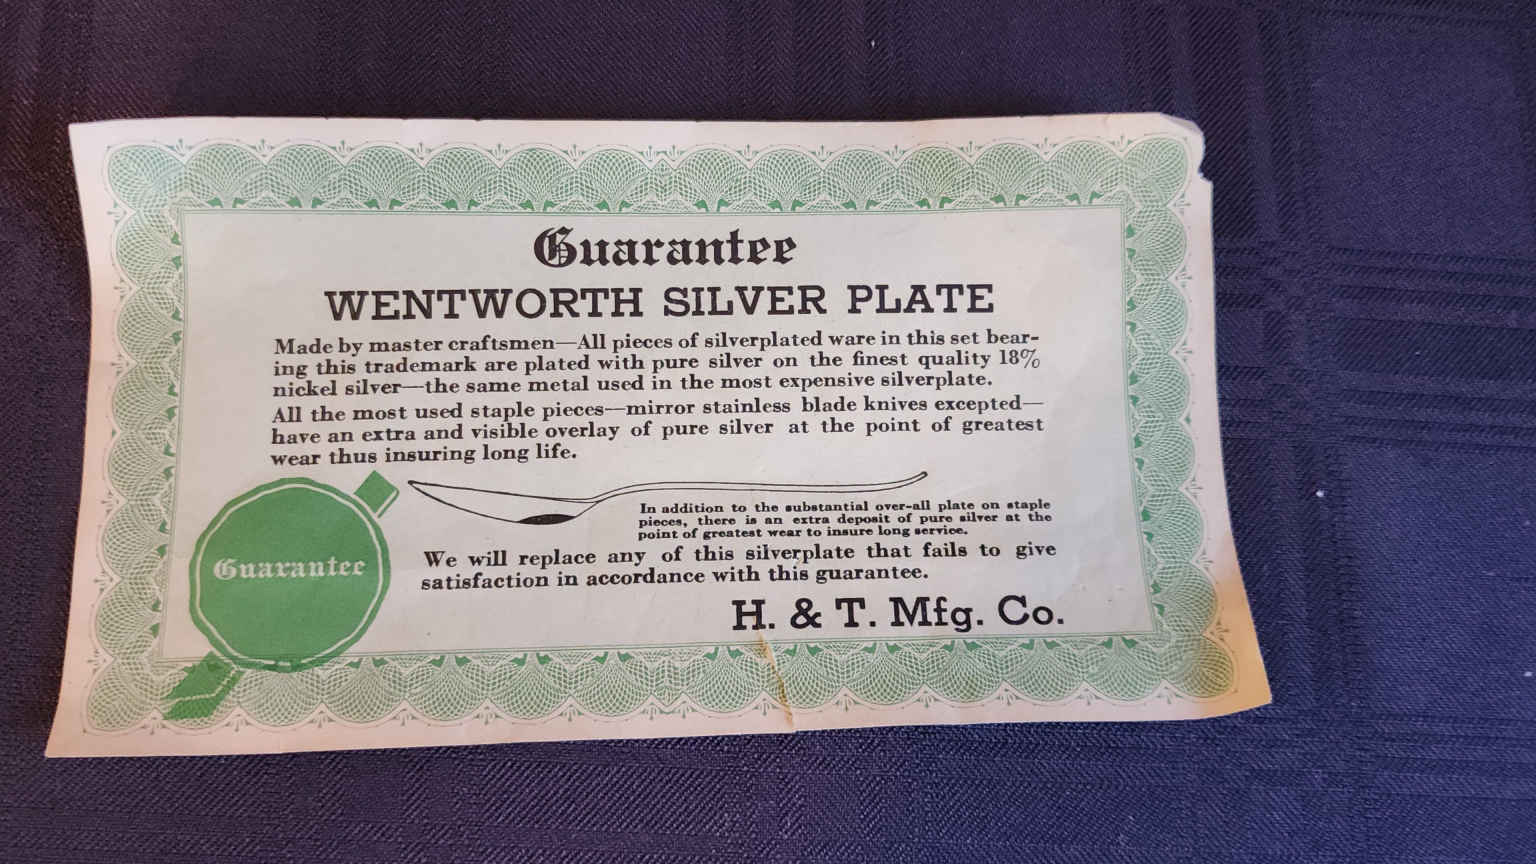 Guarantee
WENTWORTH SILVER PLATE
Made by master craftsmen—All pieces of silverplated ware in this set bear-
ing this trademark are plated with pure silver on the finest quality 18%
nickel silver—the same metal used in the most expensive silverplate.
All the most used staple pieces—mirror stainless blade knives excepted—
have an extra and visible overlay of pure silver at the point of greatest
wear thus insuring long life.
In addition to the substantial over-all plate on staple
pieces, there is an extra deposit of pure silver at the
point of greatest wear to insure long service.
Guarantee
We will replace any of this silverplate that fails to give
satisfaction in accordance with this guarantee.
H. & T. Mfg. Co.